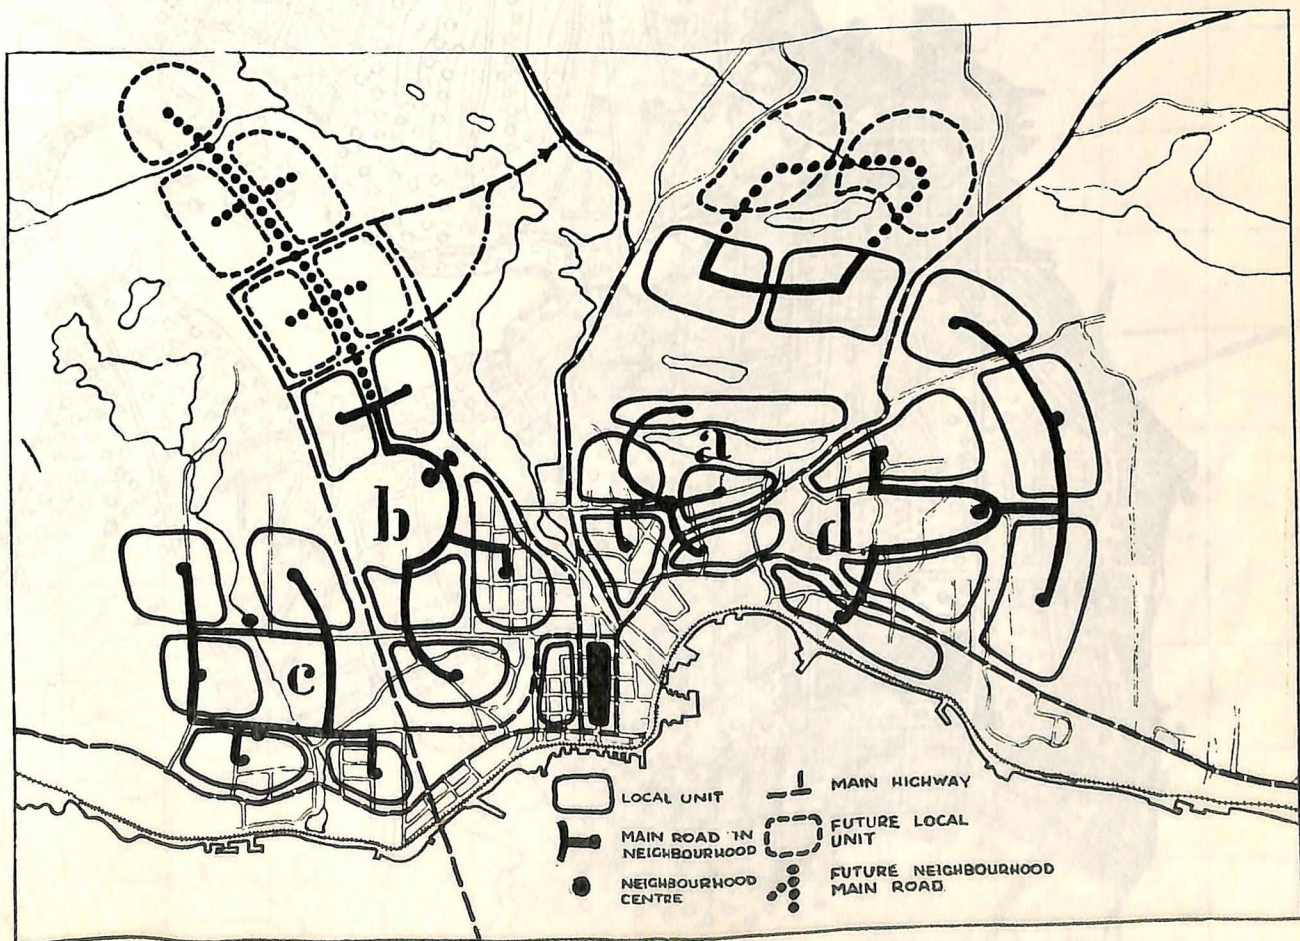 a
b
d
c
LOCAL UNIT
MAIN ROAD IN
NEIGHBOURHOOD
NEIGHBOURHOOD
CENTRE
MAIN HIGHWAY
FUTURE LOCAL
UNIT
FUTURE NEIGHBOURHOOD
MAIN ROAD.